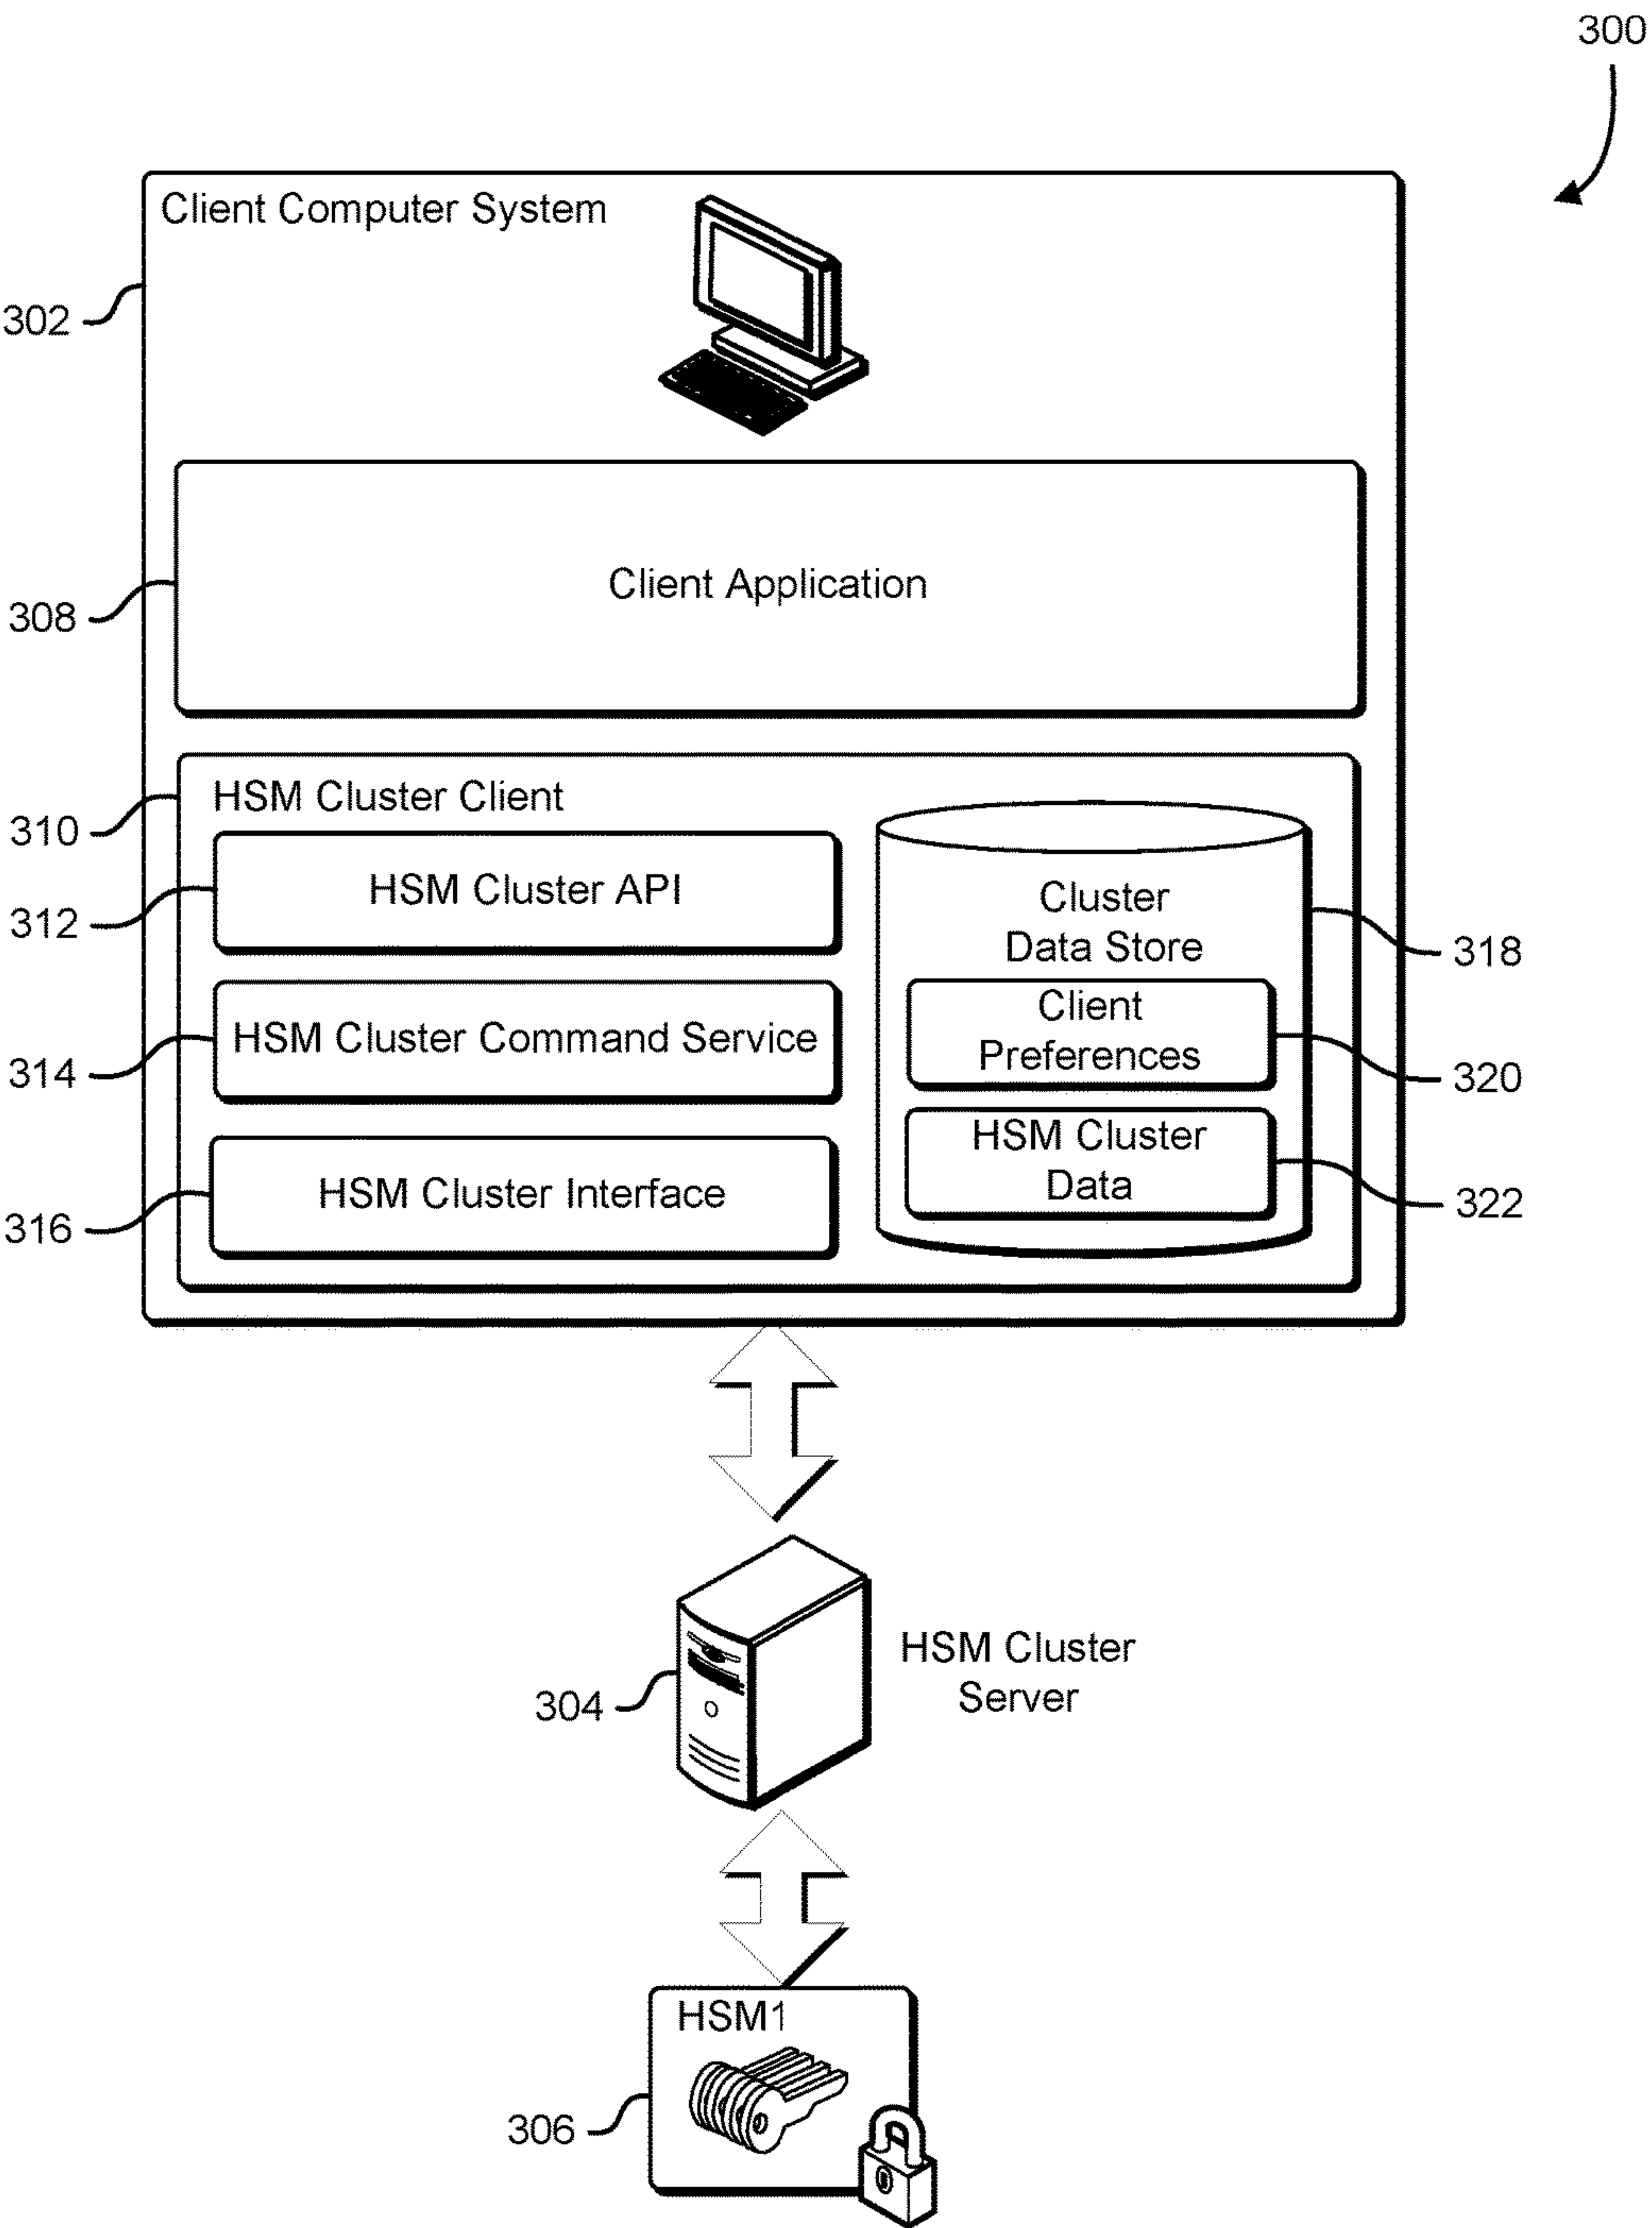 300
Client Computer System
302
Client Application
308
HSM Cluster Client
310
HSM Cluster API
312
Cluster
Data Store
318
HSM Cluster Command Service
314
Client
Preferences
320
HSM Cluster
Data
322
HSM Cluster Interface
316
HSM Cluster
Server
304
HSM1
306